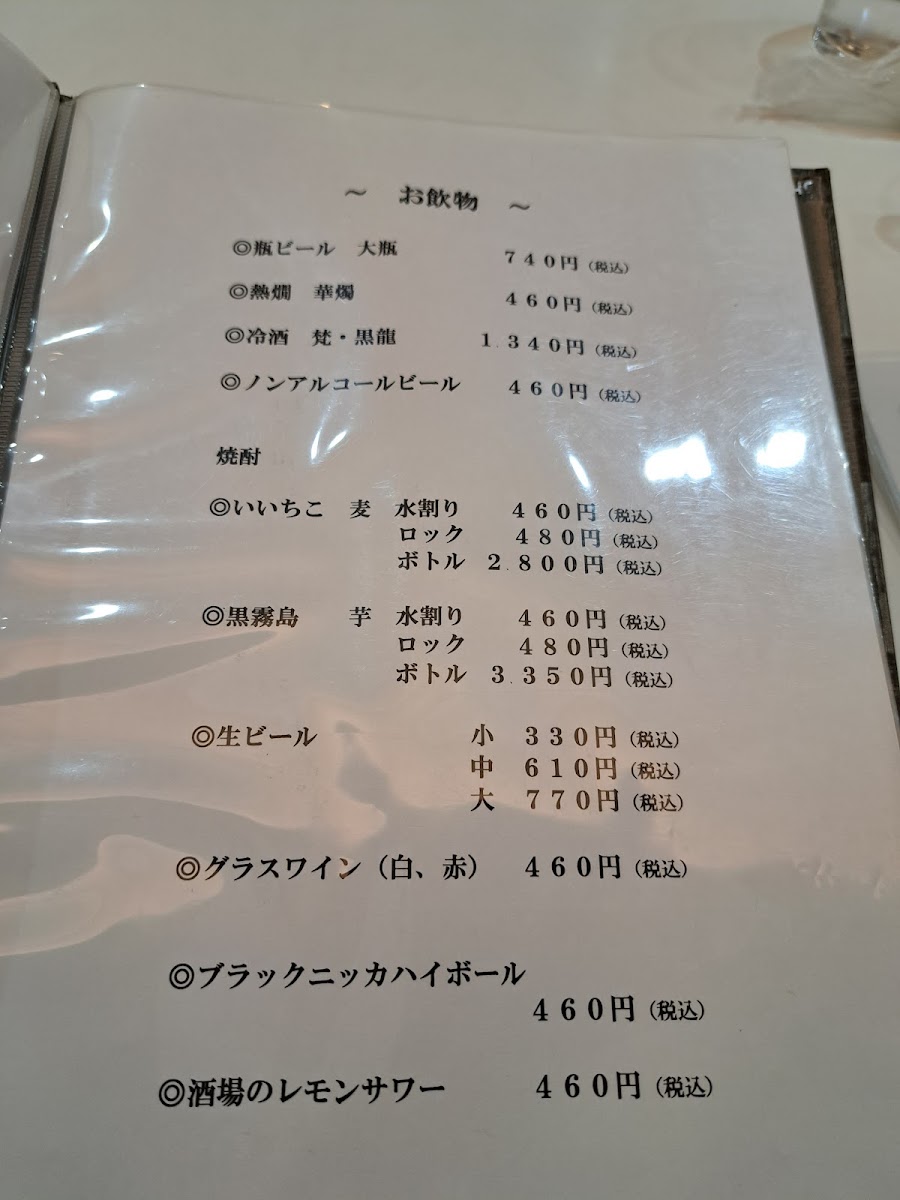 ～　お飲物　～
◎瓶ビール　大瓶　７４０円（税込）
◎熱燗　華燭　４６０円（税込）
◎冷酒　梵・黒龍　１.３４０円（税込）
◎ノンアルコールビール　４６０円（税込）
焼酎
◎いいちこ　麦　水割り　４６０円（税込）
ロック　４８０円（税込）
ボトル　２.８００円（税込）
◎黒霧島　芋　水割り　４６０円（税込）
ロック　４８０円（税込）
ボトル　３.３５０円（税込）
◎生ビール　小　３３０円（税込）
中　６１０円（税込）
大　７７０円（税込）
◎グラスワイン（白、赤）　４６０円（税込）
◎ブラックニッカハイボール
４６０円（税込）
◎酒場のレモンサワー　４６０円（税込）